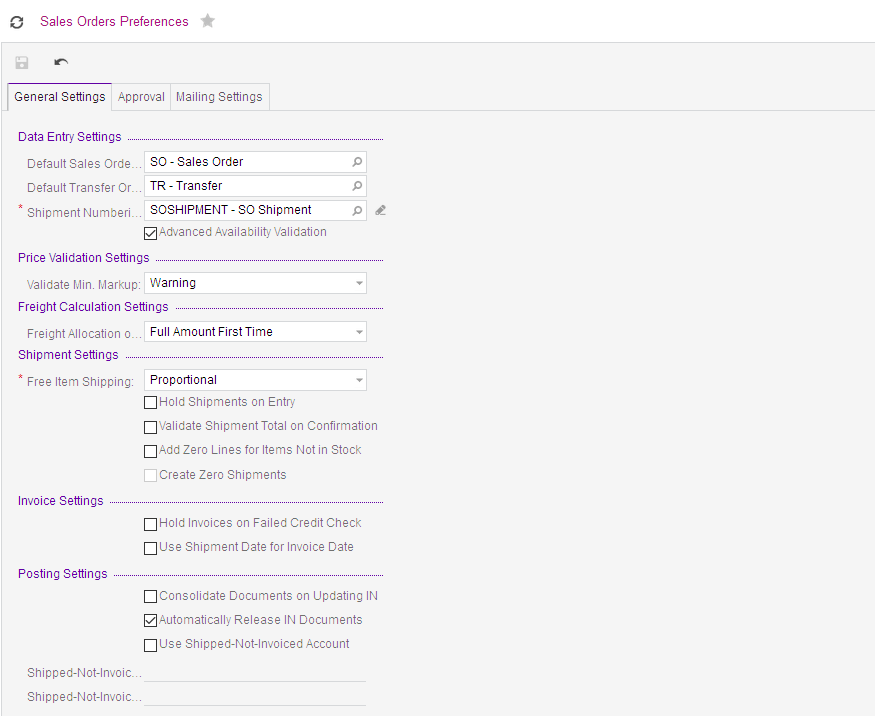 Sales Orders Preferences
General Settings Approval Mailing Settings
Data Entry Settings
Default Sales Orde... SO - Sales Order
Default Transfer Or... TR - Transfer
* Shipment Numberi... SOSHIPMENT - SO Shipment
Advanced Availability Validation
Price Validation Settings
Validate Min. Markup: Warning
Freight Calculation Settings
Freight Allocation o... Full Amount First Time
Shipment Settings
* Free Item Shipping: Proportional
Hold Shipments on Entry
Validate Shipment Total on Confirmation
Add Zero Lines for Items Not in Stock
Create Zero Shipments
Invoice Settings
Hold Invoices on Failed Credit Check
Use Shipment Date for Invoice Date
Posting Settings
Consolidate Documents on Updating IN
Automatically Release IN Documents
Use Shipped-Not-Invoiced Account
Shipped-Not-Invoic...
Shipped-Not-Invoic...